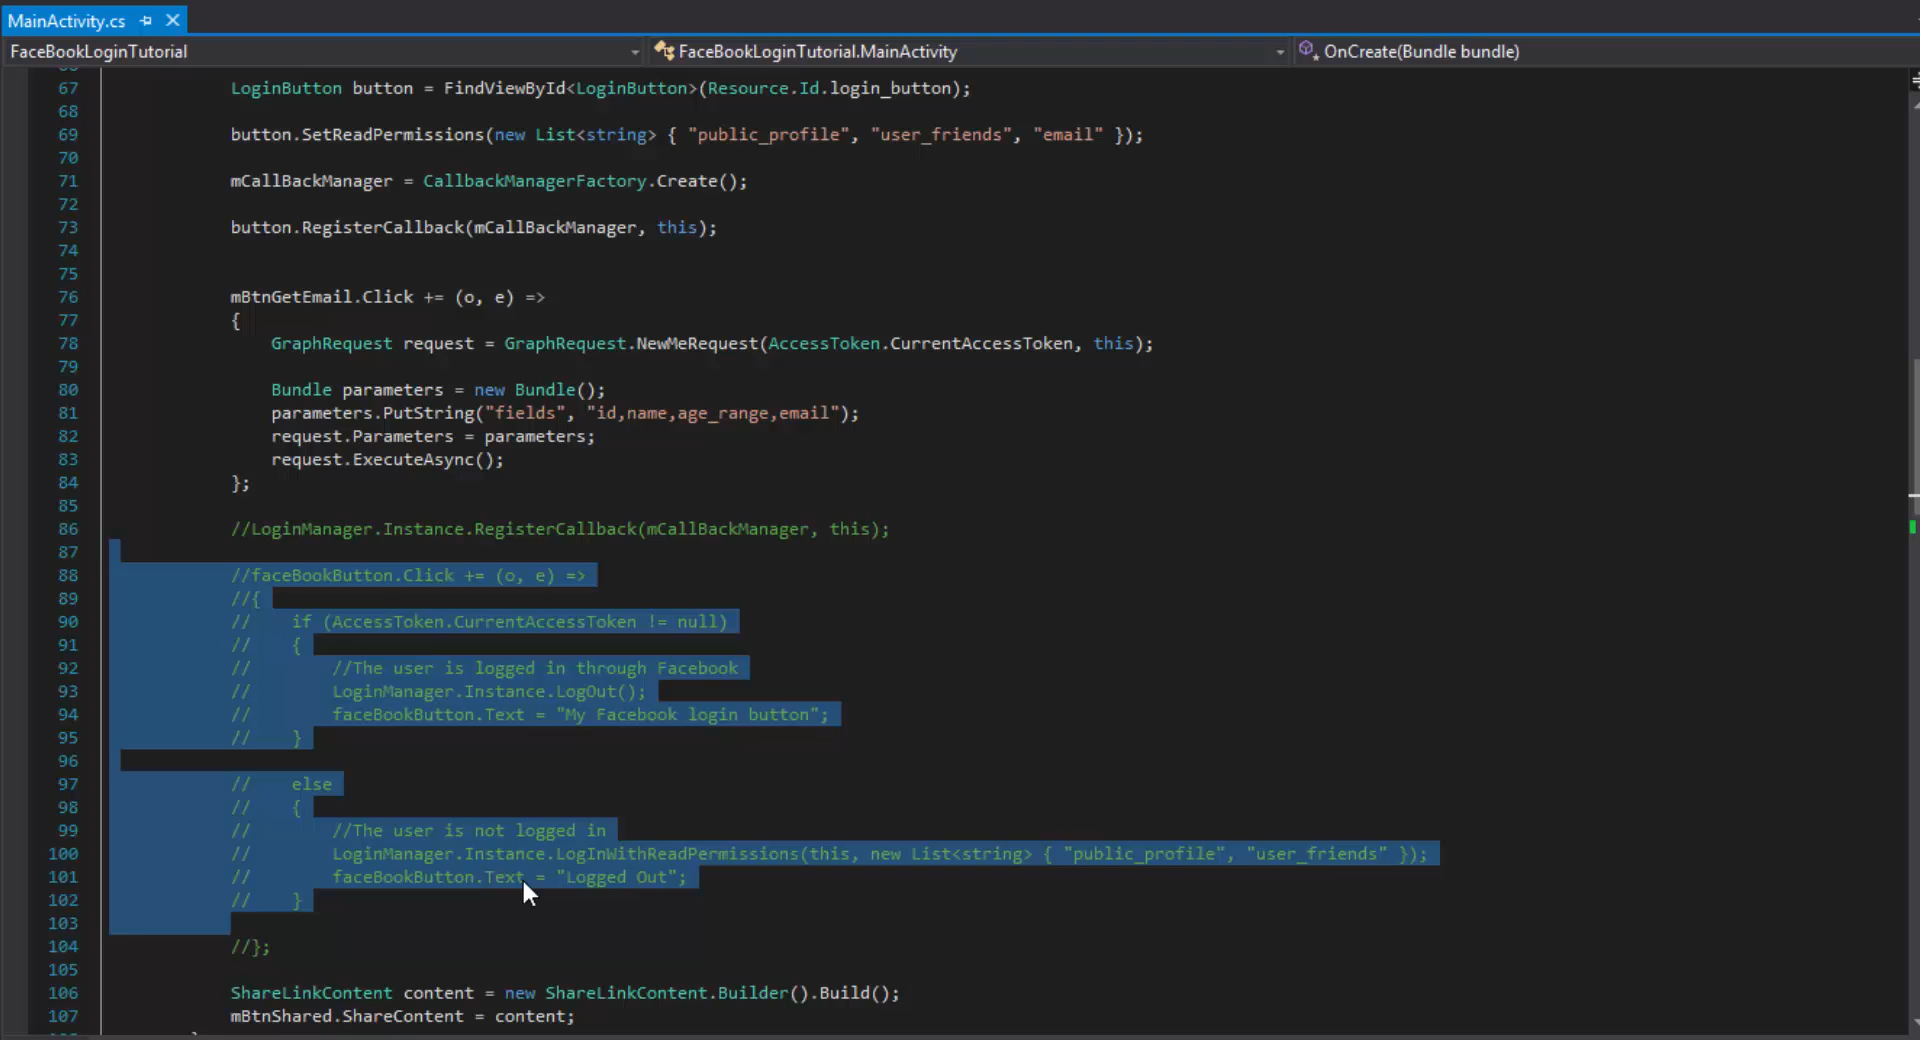 MainActivity.cs
FaceBookLoginTutorial
FaceBookLoginTutorial.MainActivity
OnCreate(Bundle bundle)
67 LoginButton button = FindViewById<LoginButton>(Resource.Id.login_button);
68
69 button.SetReadPermissions(new List<string> { "public_profile", "user_friends", "email" });
70
71 mCallBackManager = CallbackManagerFactory.Create();
72
73 button.RegisterCallback(mCallBackManager, this);
74
75
76 mBtnGetEmail.Click += (o, e) =>
77 {
78 GraphRequest request = GraphRequest.NewMeRequest(AccessToken.CurrentAccessToken, this);
79
80 Bundle parameters = new Bundle();
81 parameters.PutString("fields", "id,name,age_range,email");
82 request.Parameters = parameters;
83 request.ExecuteAsync();
84 };
85
86 //LoginManager.Instance.RegisterCallback(mCallBackManager, this);
87
88 //faceBookButton.Click += (o, e) =>
89 //{
90 // if (AccessToken.CurrentAccessToken != null)
91 // {
92 // //The user is logged in through Facebook
93 // LoginManager.Instance.LogOut();
94 // faceBookButton.Text = "My Facebook login button";
95 // }
96
97 // else
98 // {
99 // //The user is not logged in
100 // LoginManager.Instance.LogInWithReadPermissions(this, new List<string> { "public_profile", "user_friends" });
101 // faceBookButton.Text = "Logged Out";
102 // }
103
104 //};
105
106 ShareLinkContent content = new ShareLinkContent.Builder().Build();
107 mBtnShared.ShareContent = content;